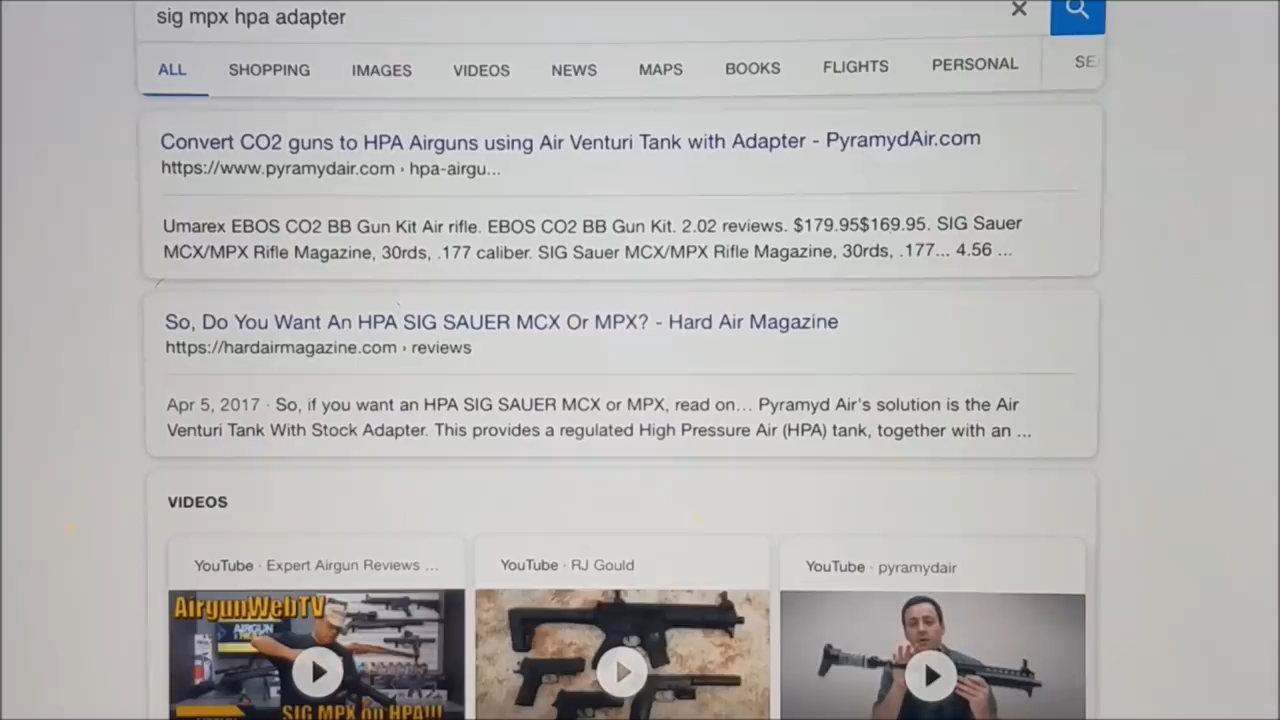 sig mpx hpa adapter
ALL SHOPPING IMAGES VIDEOS NEWS MAPS BOOKS FLIGHTS PERSONAL SE
Convert CO2 guns to HPA Airguns using Air Venturi Tank with Adapter - PyramydAir.com
https://www.pyramydair.com › hpa-airgu...
Umarex EBOS CO2 BB Gun Kit Air rifle. EBOS CO2 BB Gun Kit. 2.02 reviews. $179.95$169.95. SIG Sauer
MCX/MPX Rifle Magazine, 30rds, .177 caliber. SIG Sauer MCX/MPX Rifle Magazine, 30rds, .177... 4.56 ...
So, Do You Want An HPA SIG SAUER MCX Or MPX? - Hard Air Magazine
https://hardairmagazine.com › reviews
Apr 5, 2017 · So, if you want an HPA SIG SAUER MCX or MPX, read on... Pyramyd Air's solution is the Air
Venturi Tank With Stock Adapter. This provides a regulated High Pressure Air (HPA) tank, together with an ...
VIDEOS
YouTube · Expert Airgun Reviews ...
AirgunWebTV
AIRGUN
SIG MPX on HPA!!!
YouTube · RJ Gould
YouTube · pyramydair